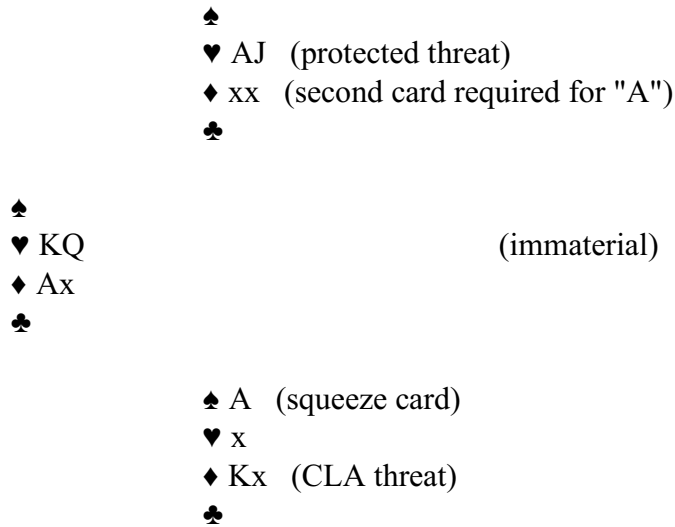 ♠
♥ AJ (protected threat)
♦ xx (second card required for "A")
♣
♠
♥ KQ (immaterial)
♦ Ax
♣
♠ A (squeeze card)
♥ x
♦ Kx (CLA threat)
♣